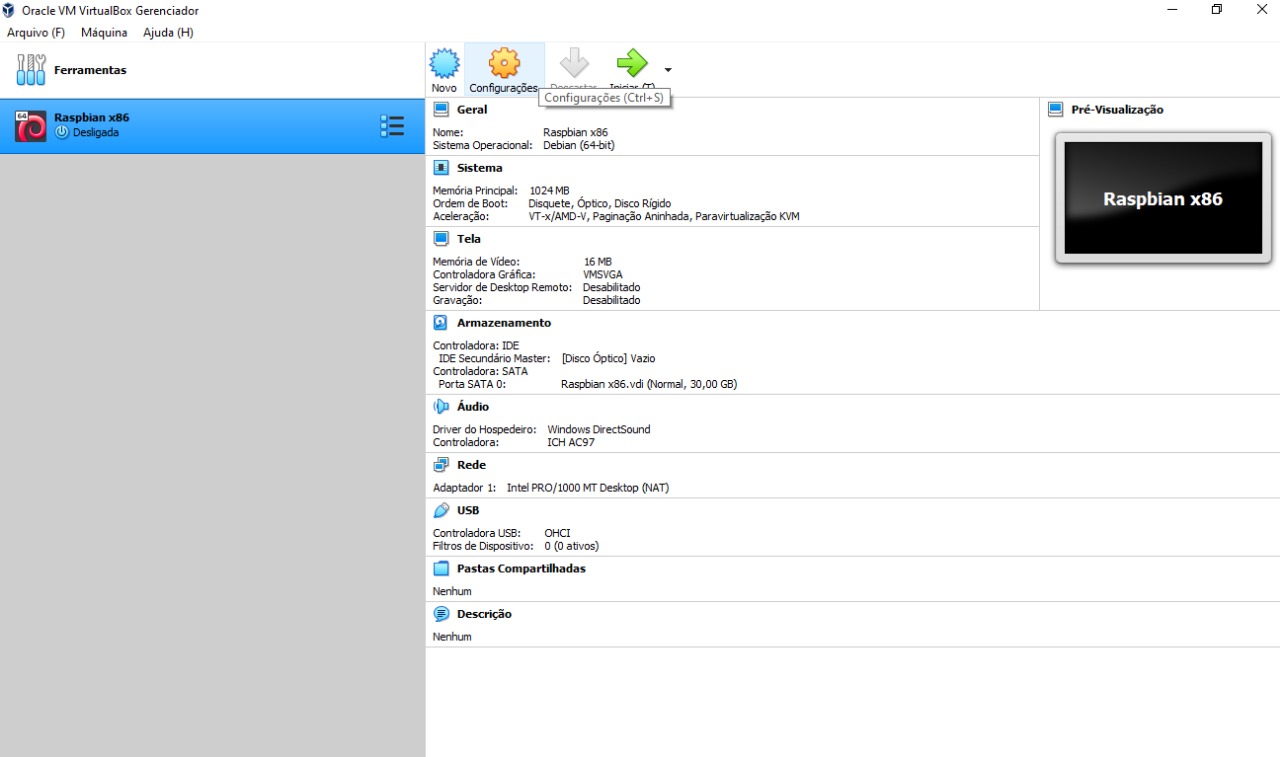 Oracle VM VirtualBox Gerenciador
Arquivo (F) Máquina Ajuda (H)
Ferramentas
64
Raspbian x86
Desligada
Novo Configurações Descartar Iniciar (T)
Configurações (Ctrl+S)
Geral
Nome: Raspbian x86
Sistema Operacional: Debian (64-bit)
Pré-Visualização
Raspbian x86
Sistema
Memória Principal: 1024 MB
Ordem de Boot: Disquete, Óptico, Disco Rígido
Aceleração: VT-x/AMD-V, Paginação Aninhada, Paravirtualização KVM
Tela
Memória de Vídeo: 16 MB
Controladora Gráfica: VMSVGA
Servidor de Desktop Remoto: Desabilitado
Gravação: Desabilitado
Armazenamento
Controladora: IDE
IDE Secundário Master: [Disco Óptico] Vazio
Controladora: SATA
Porta SATA 0: Raspbian x86.vdi (Normal, 30,00 GB)
Áudio
Driver do Hospedeiro: Windows DirectSound
Controladora: ICH AC97
Rede
Adaptador 1: Intel PRO/1000 MT Desktop (NAT)
USB
Controladora USB: OHCI
Filtros de Dispositivo: 0 (0 ativos)
Pastas Compartilhadas
Nenhum
Descrição
Nenhum